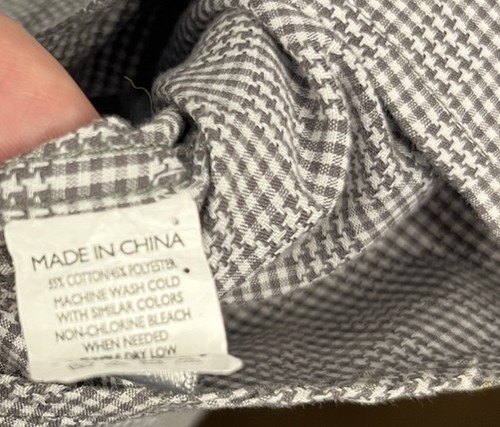 MADE IN CHINA
COTTON POLYESTER
MACHINE WASH COLD
WITH SIMILAR COLORS
NON-CHLORINE BLEACH
WHEN NEEDED
DRY LOW